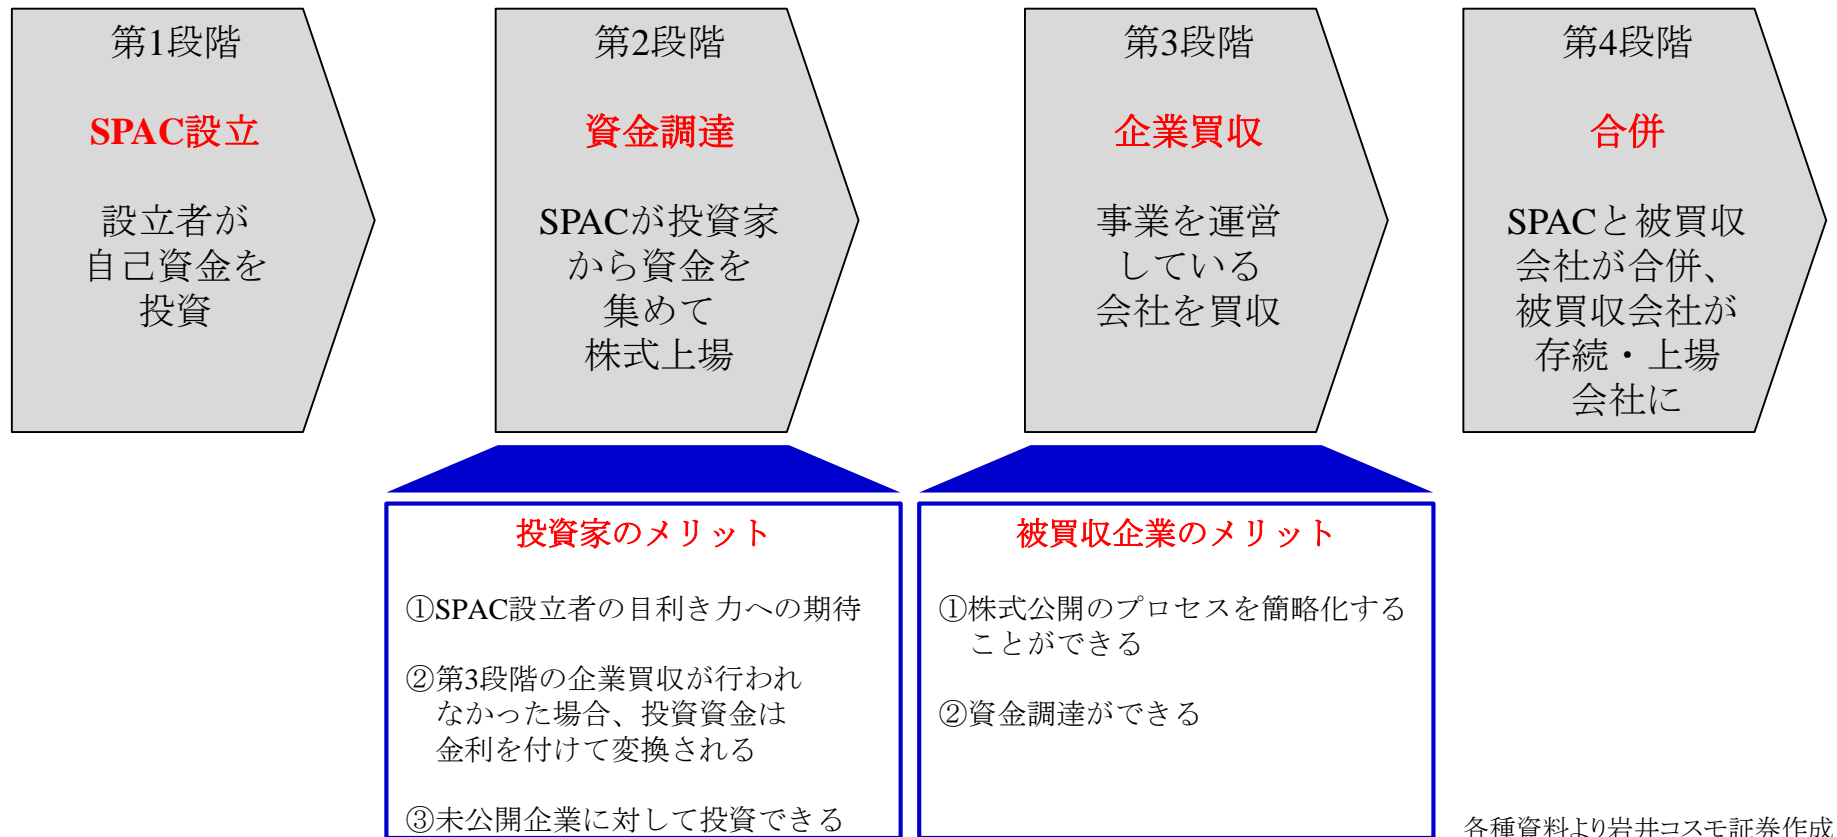 第1段階
SPAC設立
設立者が
自己資金を
投資
第2段階
資金調達
SPACが投資家
から資金を
集めて
株式上場
第3段階
企業買収
事業を運営
している
会社を買収
第4段階
合併
SPACと被買収
会社が合併、
被買収会社が
存続・上場
会社に
投資家のメリット
①SPAC設立者の目利き力への期待
②第3段階の企業買収が行われ
なかった場合、投資資金は
金利を付けて変換される
③未公開企業に対して投資できる
被買収企業のメリット
①株式公開のプロセスを簡略化する
ことができる
②資金調達ができる
各種資料より岩井コスモ証券作成